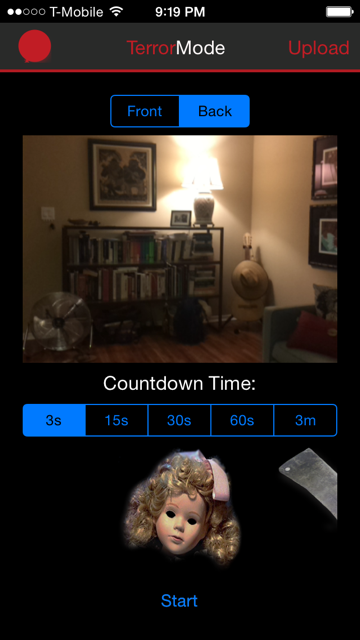 T-Mobile 9:19 PM
TerrorMode Upload
Front Back
Countdown Time:
3s 15s 30s 60s 3m
Start